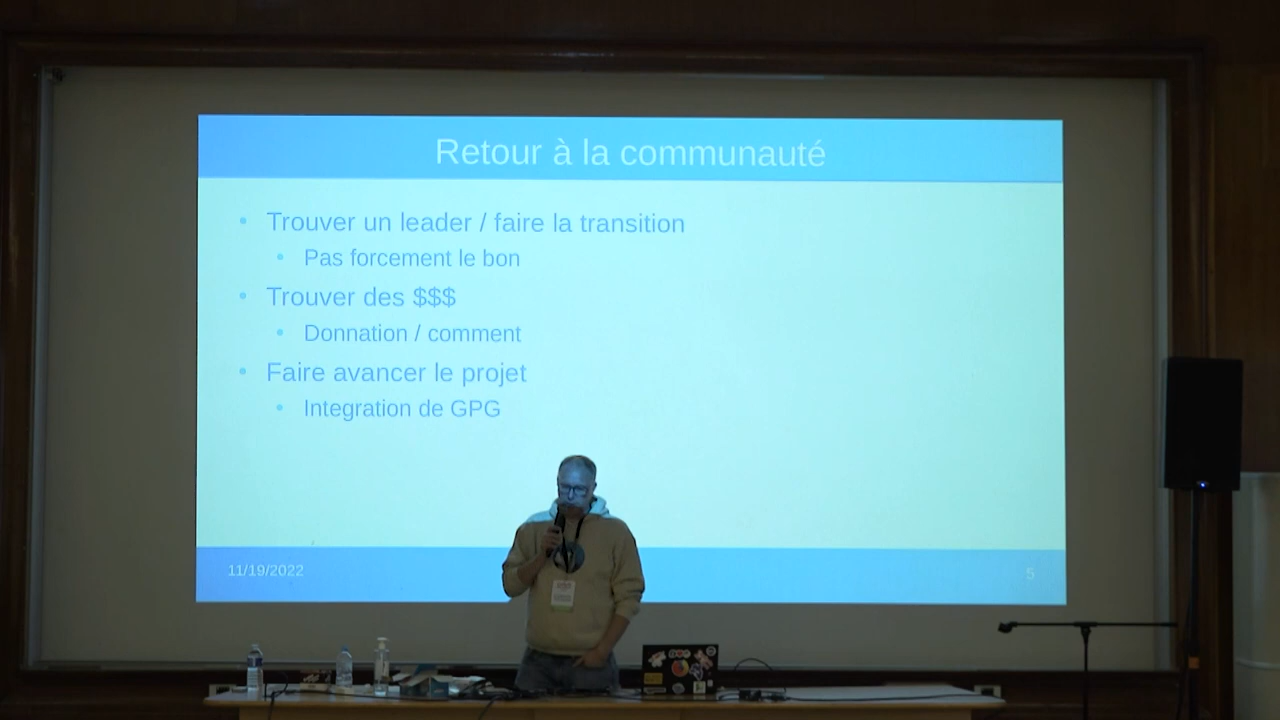 Retour à la communauté
Trouver un leader / faire la transition
Pas forcement le bon
Trouver des $$$
Donnation / comment
Faire avancer le projet
Integration de GPG
11/19/2022
5